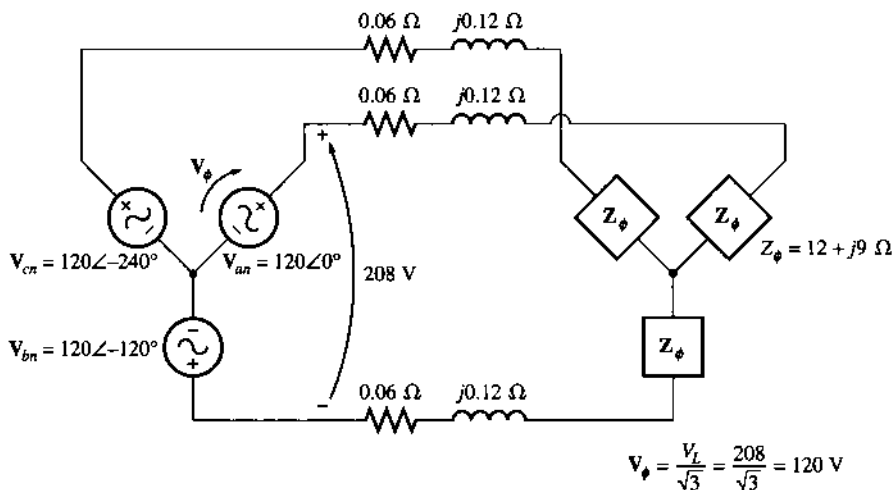 0.06 Ω j0.12 Ω
0.06 Ω j0.12 Ω
+
V_ϕ
Z_ϕ Z_ϕ
V_cn = 120∠−240° V_an = 120∠0° Z_ϕ = 12 + j9 Ω
208 V
V_bn = 120∠−120° − + Z_ϕ
− 0.06 Ω j0.12 Ω
V_ϕ = V_L/√3 = 208/√3 = 120 V